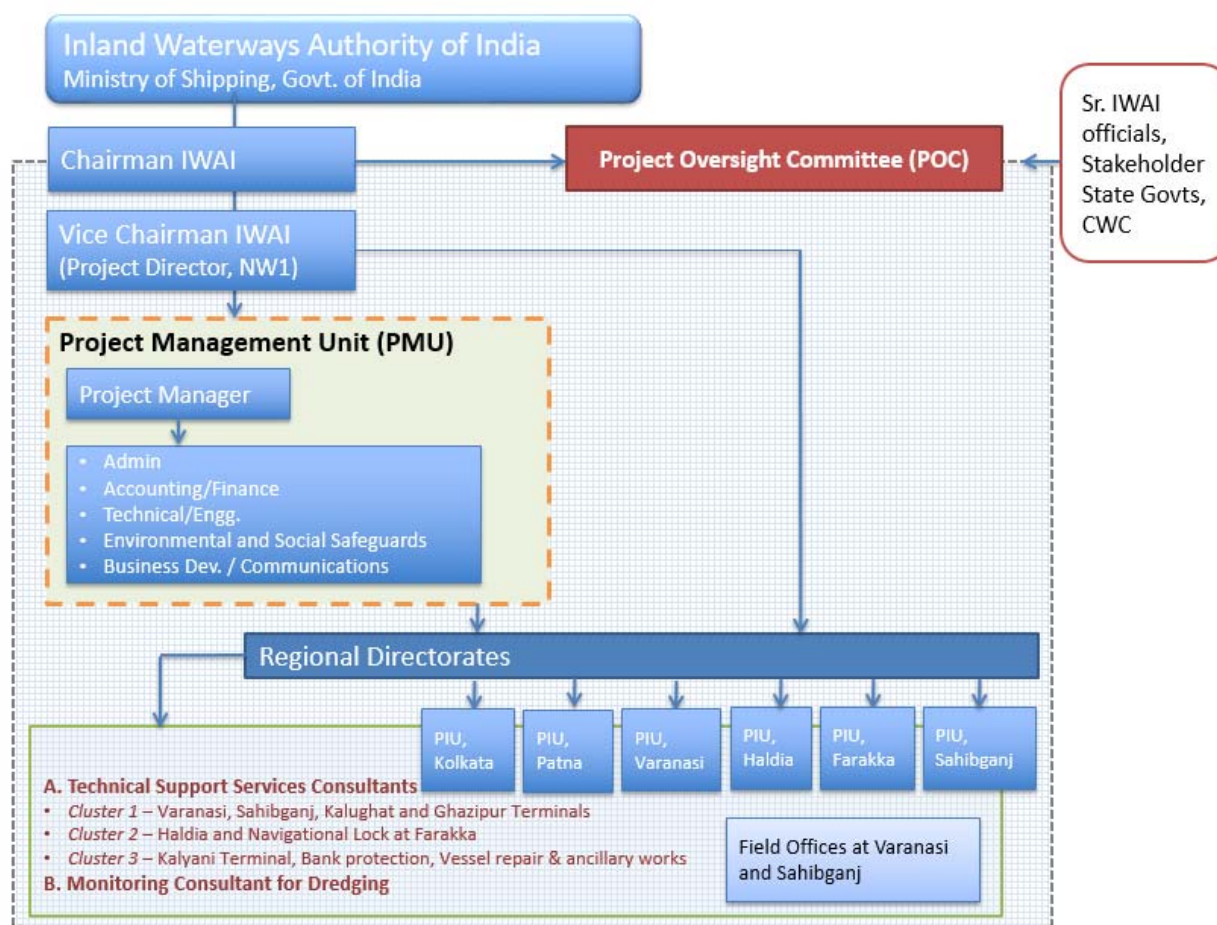 Inland Waterways Authority of India
Ministry of Shipping, Govt. of India
Chairman IWAI
Project Oversight Committee (POC)
Sr. IWAI
officials,
Stakeholder
State Govts,
CWC
Vice Chairman IWAI
(Project Director, NW1)
Project Management Unit (PMU)
Project Manager
• Admin
• Accounting/Finance
• Technical/Engg.
• Environmental and Social Safeguards
• Business Dev. / Communications
Regional Directorates
PIU,
Kolkata
PIU,
Patna
PIU,
Varanasi
PIU,
Haldia
PIU,
Farakka
PIU,
Sahibganj
A. Technical Support Services Consultants
• Cluster 1 – Varanasi, Sahibganj, Kalughat and Ghazipur Terminals
• Cluster 2 – Haldia and Navigational Lock at Farakka
• Cluster 3 – Kalyani Terminal, Bank protection, Vessel repair & ancillary works
B. Monitoring Consultant for Dredging
Field Offices at Varanasi
and Sahibganj